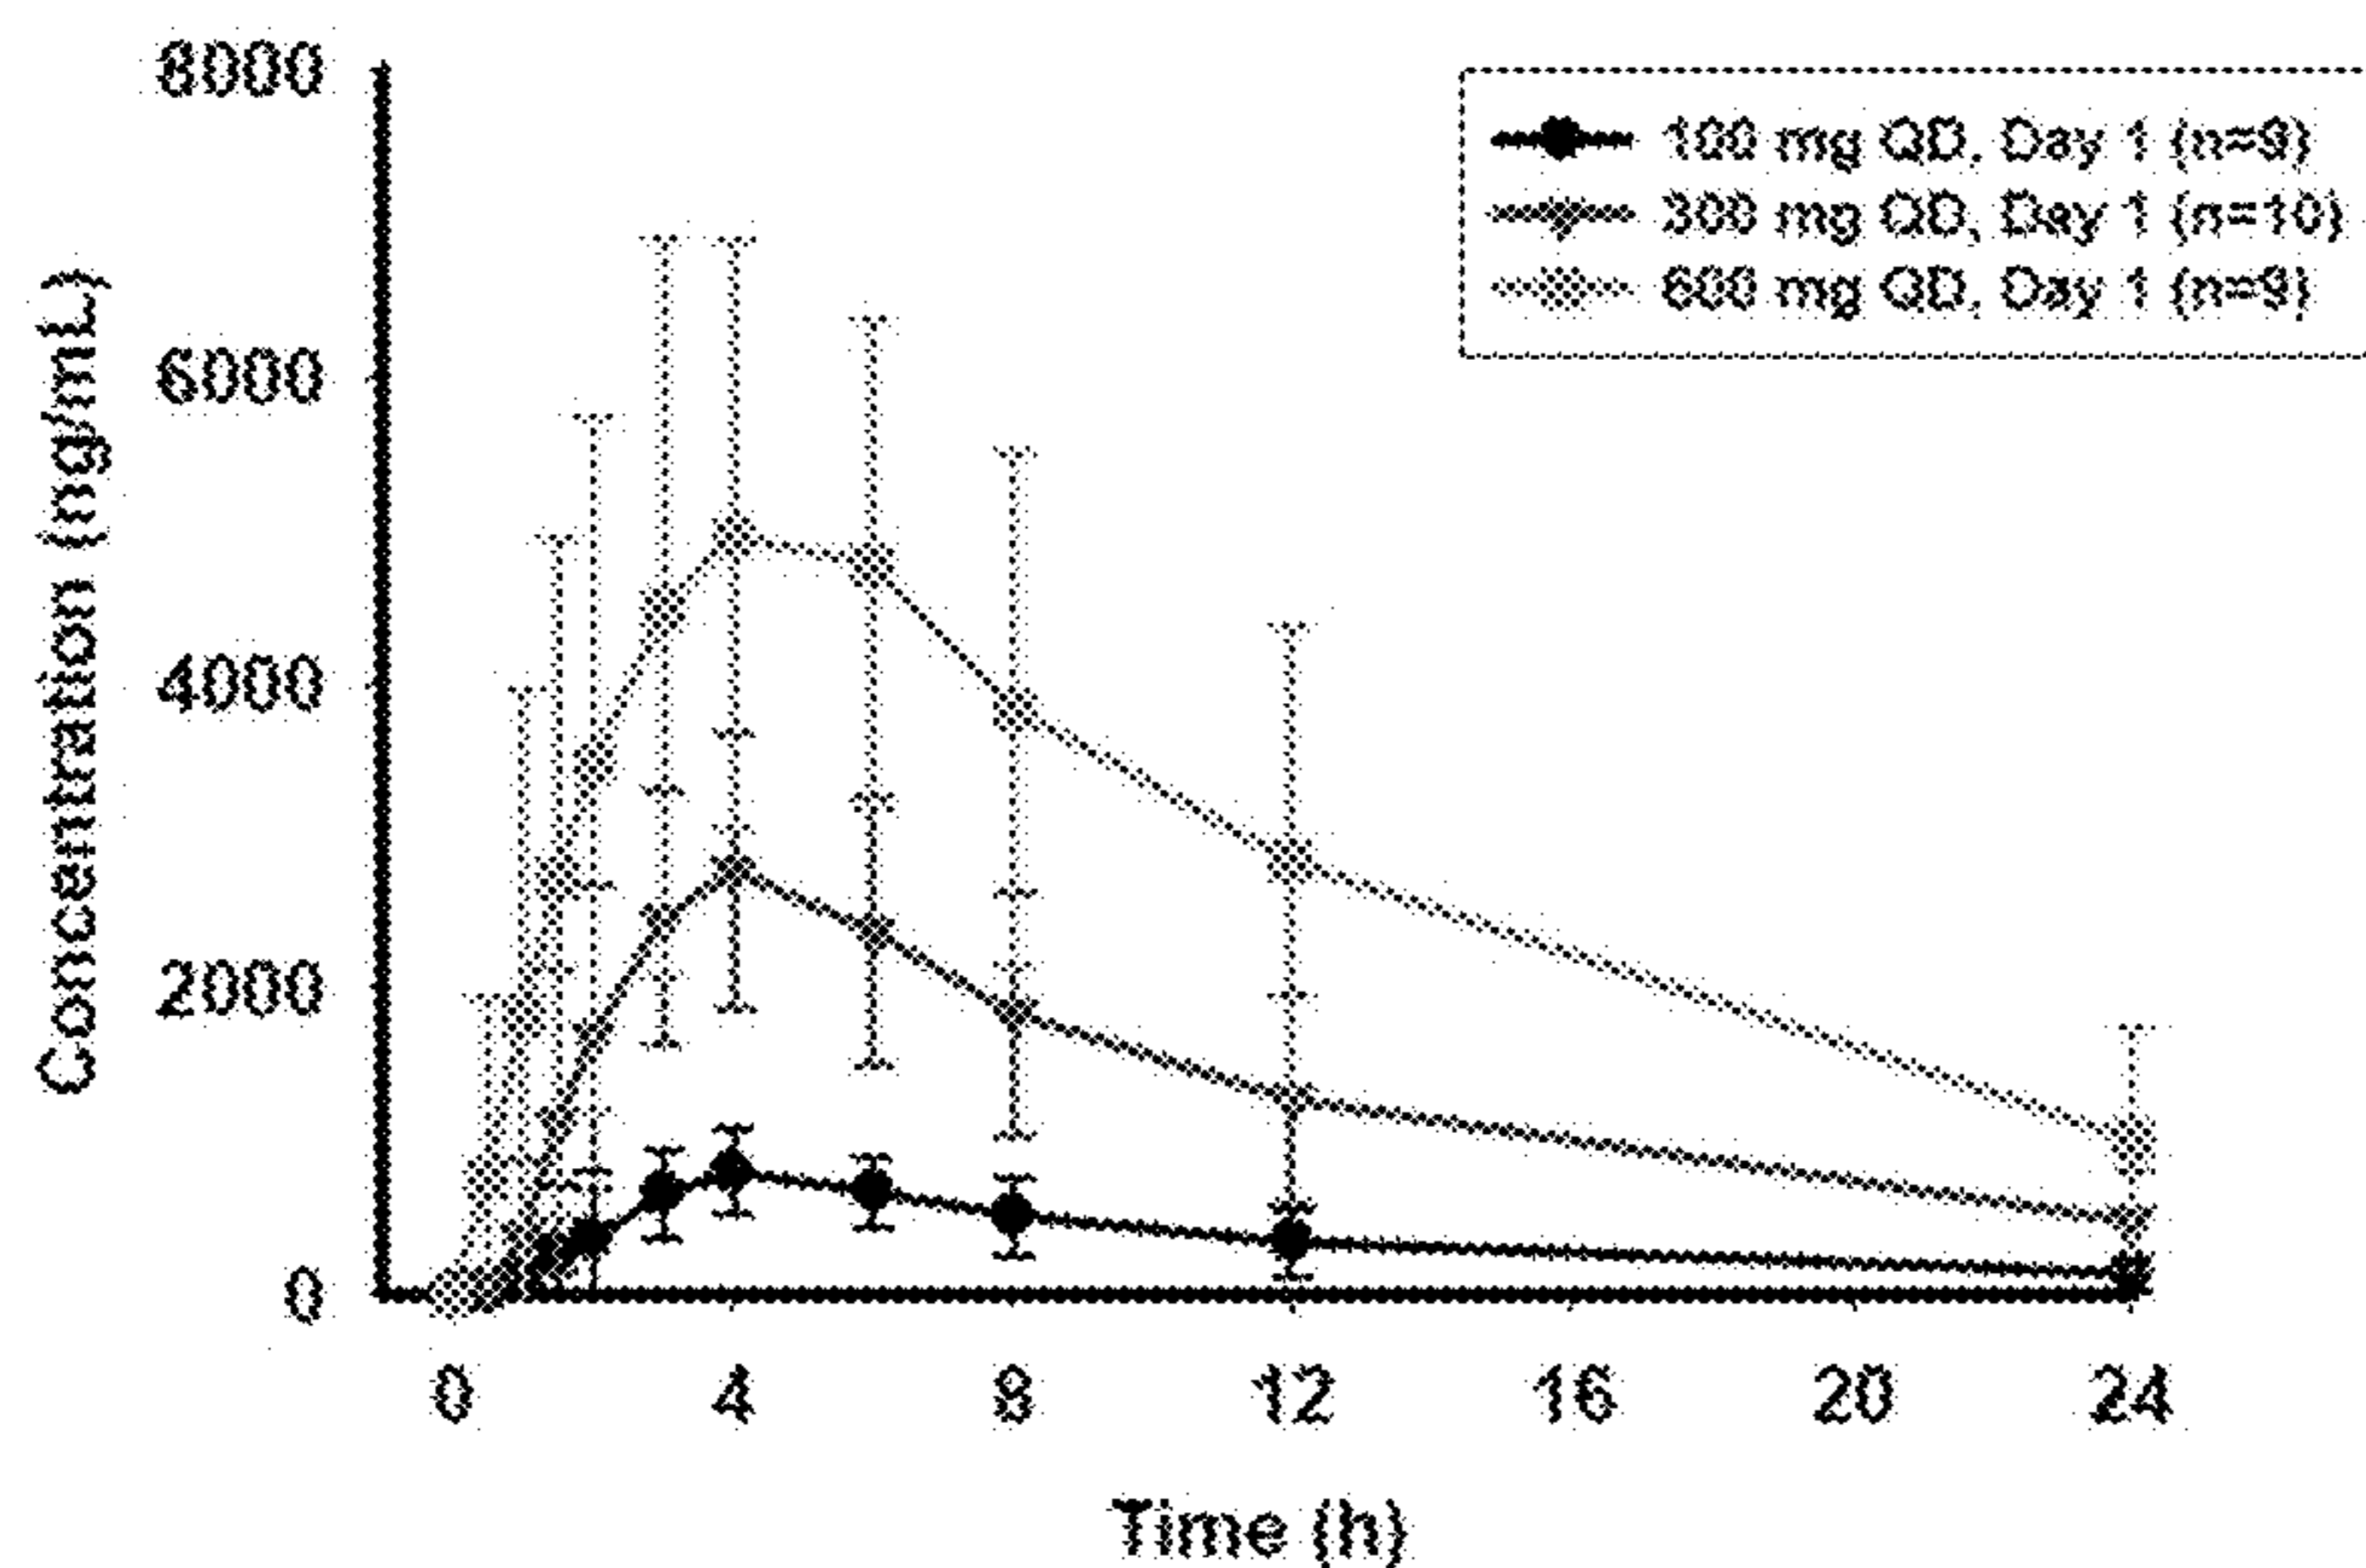 8000
6000
4000
2000
0
Concentration (ng/mL)
100 mg QD, Day 1 (n=9)
300 mg QD, Day 1 (n=10)
600 mg QD, Day 1 (n=9)
0 4 8 12 16 20 24
Time (h)